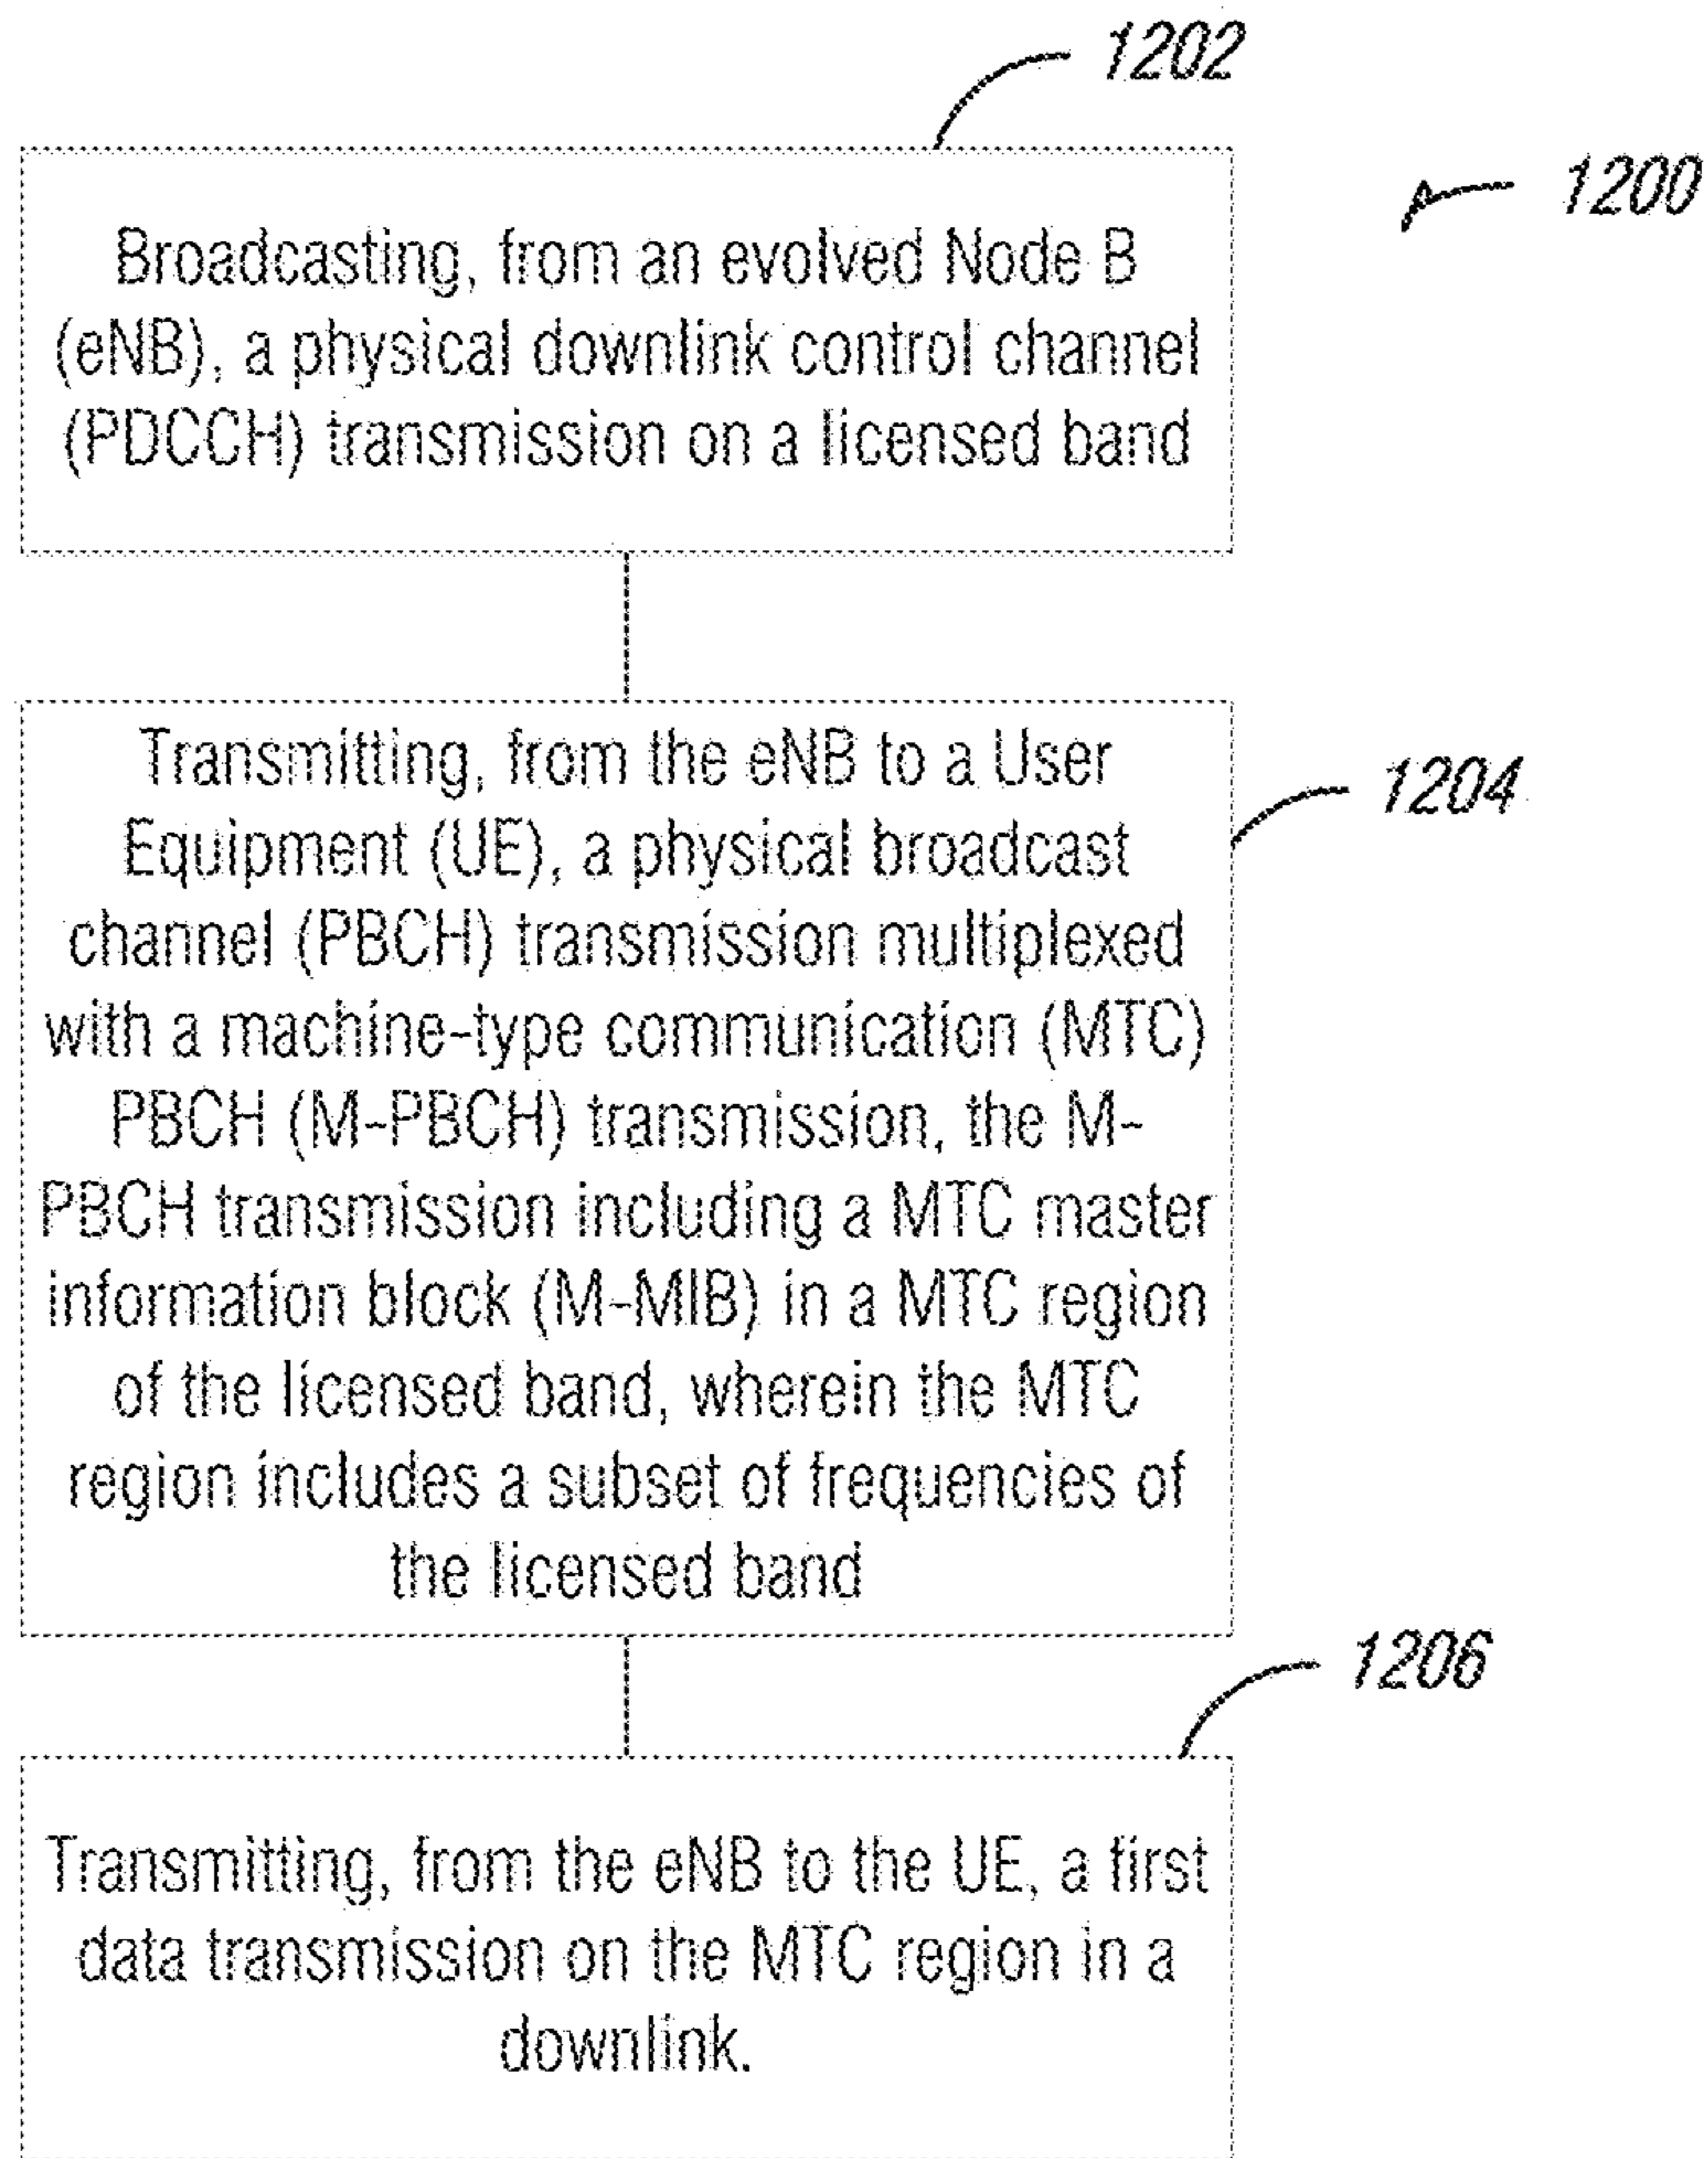 1202
1200
Broadcasting, from an evolved Node B
(eNB), a physical downlink control channel
(PDCCH) transmission on a licensed band
Transmitting, from the eNB to a User
Equipment (UE), a physical broadcast
channel (PBCH) transmission multiplexed
with a machine-type communication (MTC)
PBCH (M-PBCH) transmission, the M-
PBCH transmission including a MTC master
information block (M-MIB) in a MTC region
of the licensed band, wherein the MTC
region includes a subset of frequencies of
the licensed band
1204
1206
Transmitting, from the eNB to the UE, a first
data transmission on the MTC region in a
downlink.